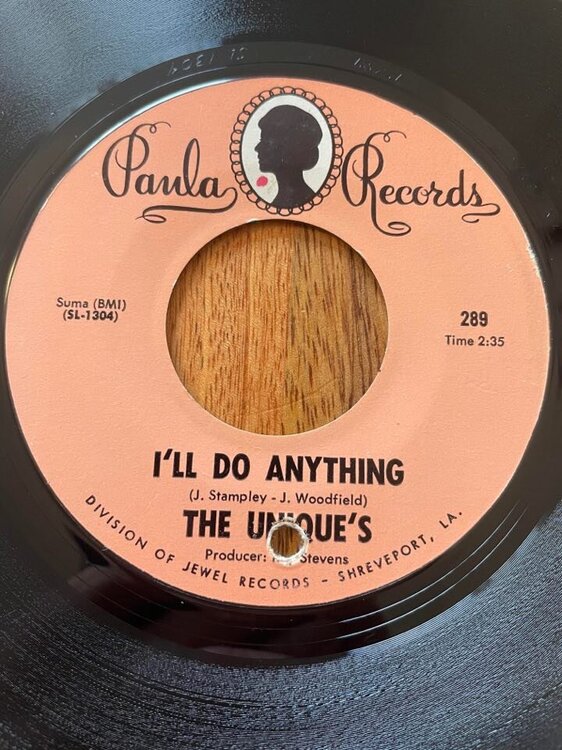 Paula Records
Suma (BMI)
(SL-1304)
289
Time 2:35
I'LL DO ANYTHING
(J. Stampley - J. Woodfield)
THE UNIQUE'S
Producer: Stevens
DIVISION OF JEWEL RECORDS - SHREVEPORT, LA.